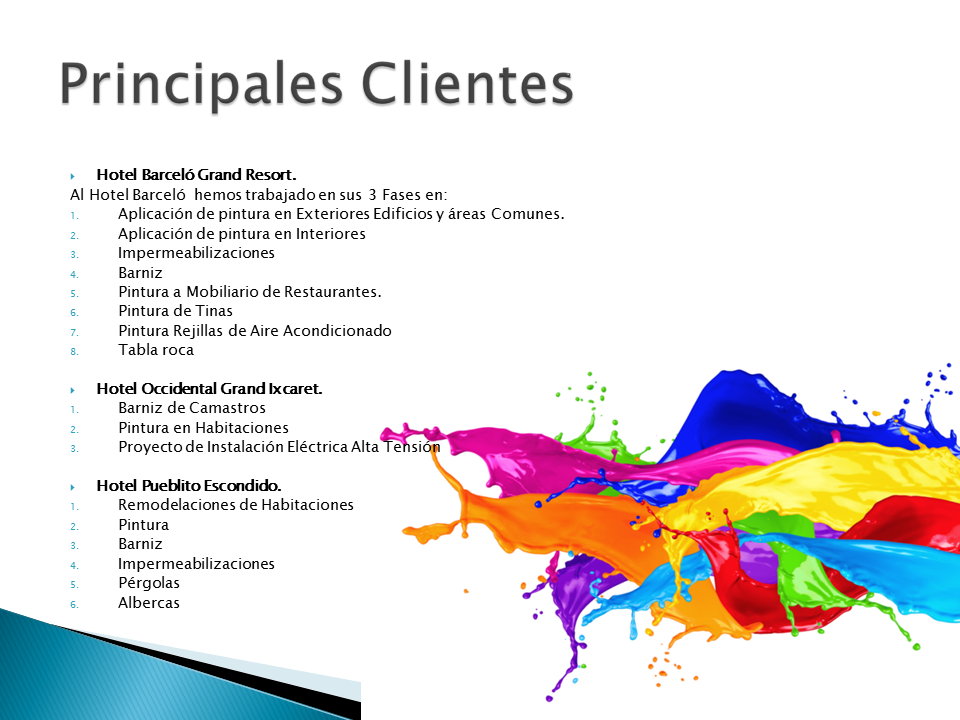 Principales Clientes
Hotel Barceló Grand Resort.
Al Hotel Barceló hemos trabajado en sus 3 Fases en:
1. Aplicación de pintura en Exteriores Edificios y áreas Comunes.
2. Aplicación de pintura en Interiores
3. Impermeabilizaciones
4. Barniz
5. Pintura a Mobiliario de Restaurantes.
6. Pintura de Tinas
7. Pintura Rejillas de Aire Acondicionado
8. Tabla roca
Hotel Occidental Grand Ixcaret.
1. Barniz de Camastros
2. Pintura en Habitaciones
3. Proyecto de Instalación Eléctrica Alta Tensión
Hotel Pueblito Escondido.
1. Remodelaciones de Habitaciones
2. Pintura
3. Barniz
4. Impermeabilizaciones
5. Pérgolas
6. Albercas